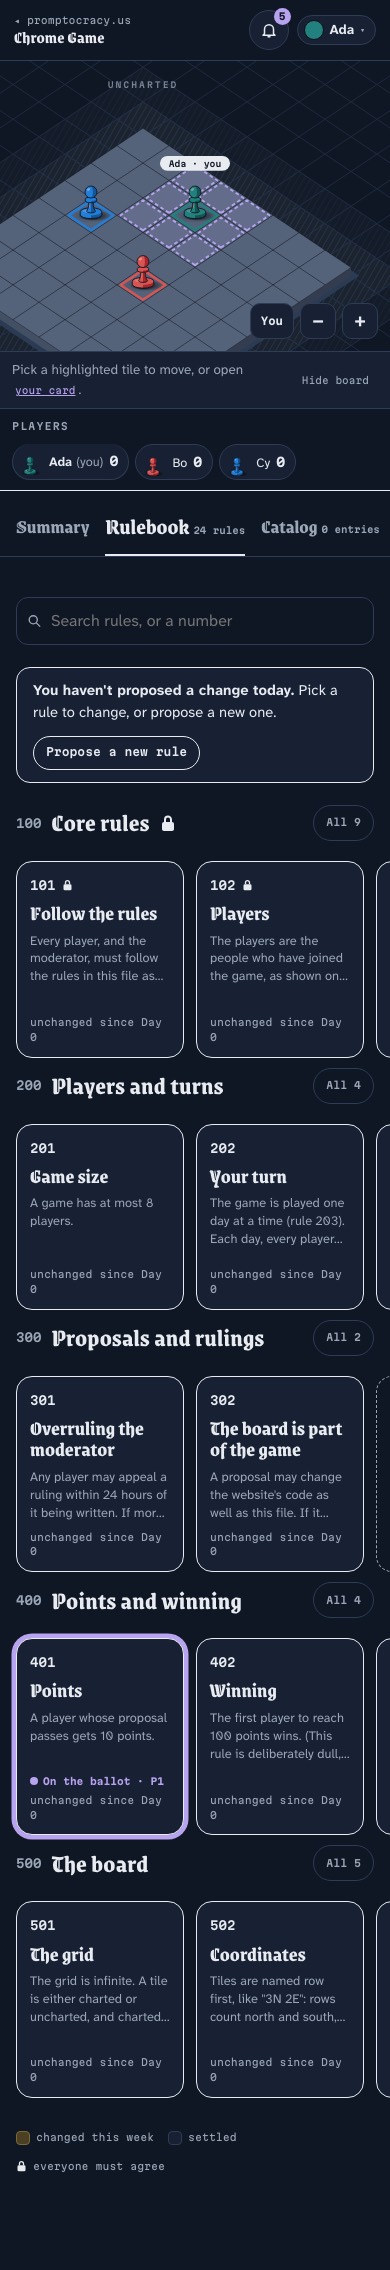 ◂ promptocracy.us
Chrome Game
5
Ada
UNCHARTED
Ada · you
You
−
+
Pick a highlighted tile to move, or open
your card.
Hide board
PLAYERS
Ada (you) 0
Bo 0
Cy 0
Summary
Rulebook 24 rules
Catalog 0 entries
Search rules, or a number
You haven't proposed a change today. Pick a
rule to change, or propose a new one.
Propose a new rule
100 Core rules
All 9
101
Follow the rules
Every player, and the
moderator, must follow
the rules in this file as…
unchanged since Day
0
102
Players
The players are the
people who have joined
the game, as shown on…
unchanged since Day
0
200 Players and turns
All 4
201
Game size
A game has at most 8
players.
unchanged since Day
0
202
Your turn
The game is played one
day at a time (rule 203).
Each day, every player…
unchanged since Day
0
300 Proposals and rulings
All 2
301
Overruling the
moderator
Any player may appeal a
ruling within 24 hours of
it being written. If mor…
unchanged since Day
0
302
The board is part
of the game
A proposal may change
the website's code as
well as this file. If it…
unchanged since Day
0
400 Points and winning
All 4
401
Points
A player whose proposal
passes gets 10 points.
On the ballot · P1
unchanged since Day
0
402
Winning
The first player to reach
100 points wins. (This
rule is deliberately dull,…
unchanged since Day
0
500 The board
All 5
501
The grid
The grid is infinite. A tile
is either charted or
uncharted, and charted…
unchanged since Day
0
502
Coordinates
Tiles are named row
first, like "3N 2E": rows
count north and south,…
unchanged since Day
0
changed this week
settled
everyone must agree